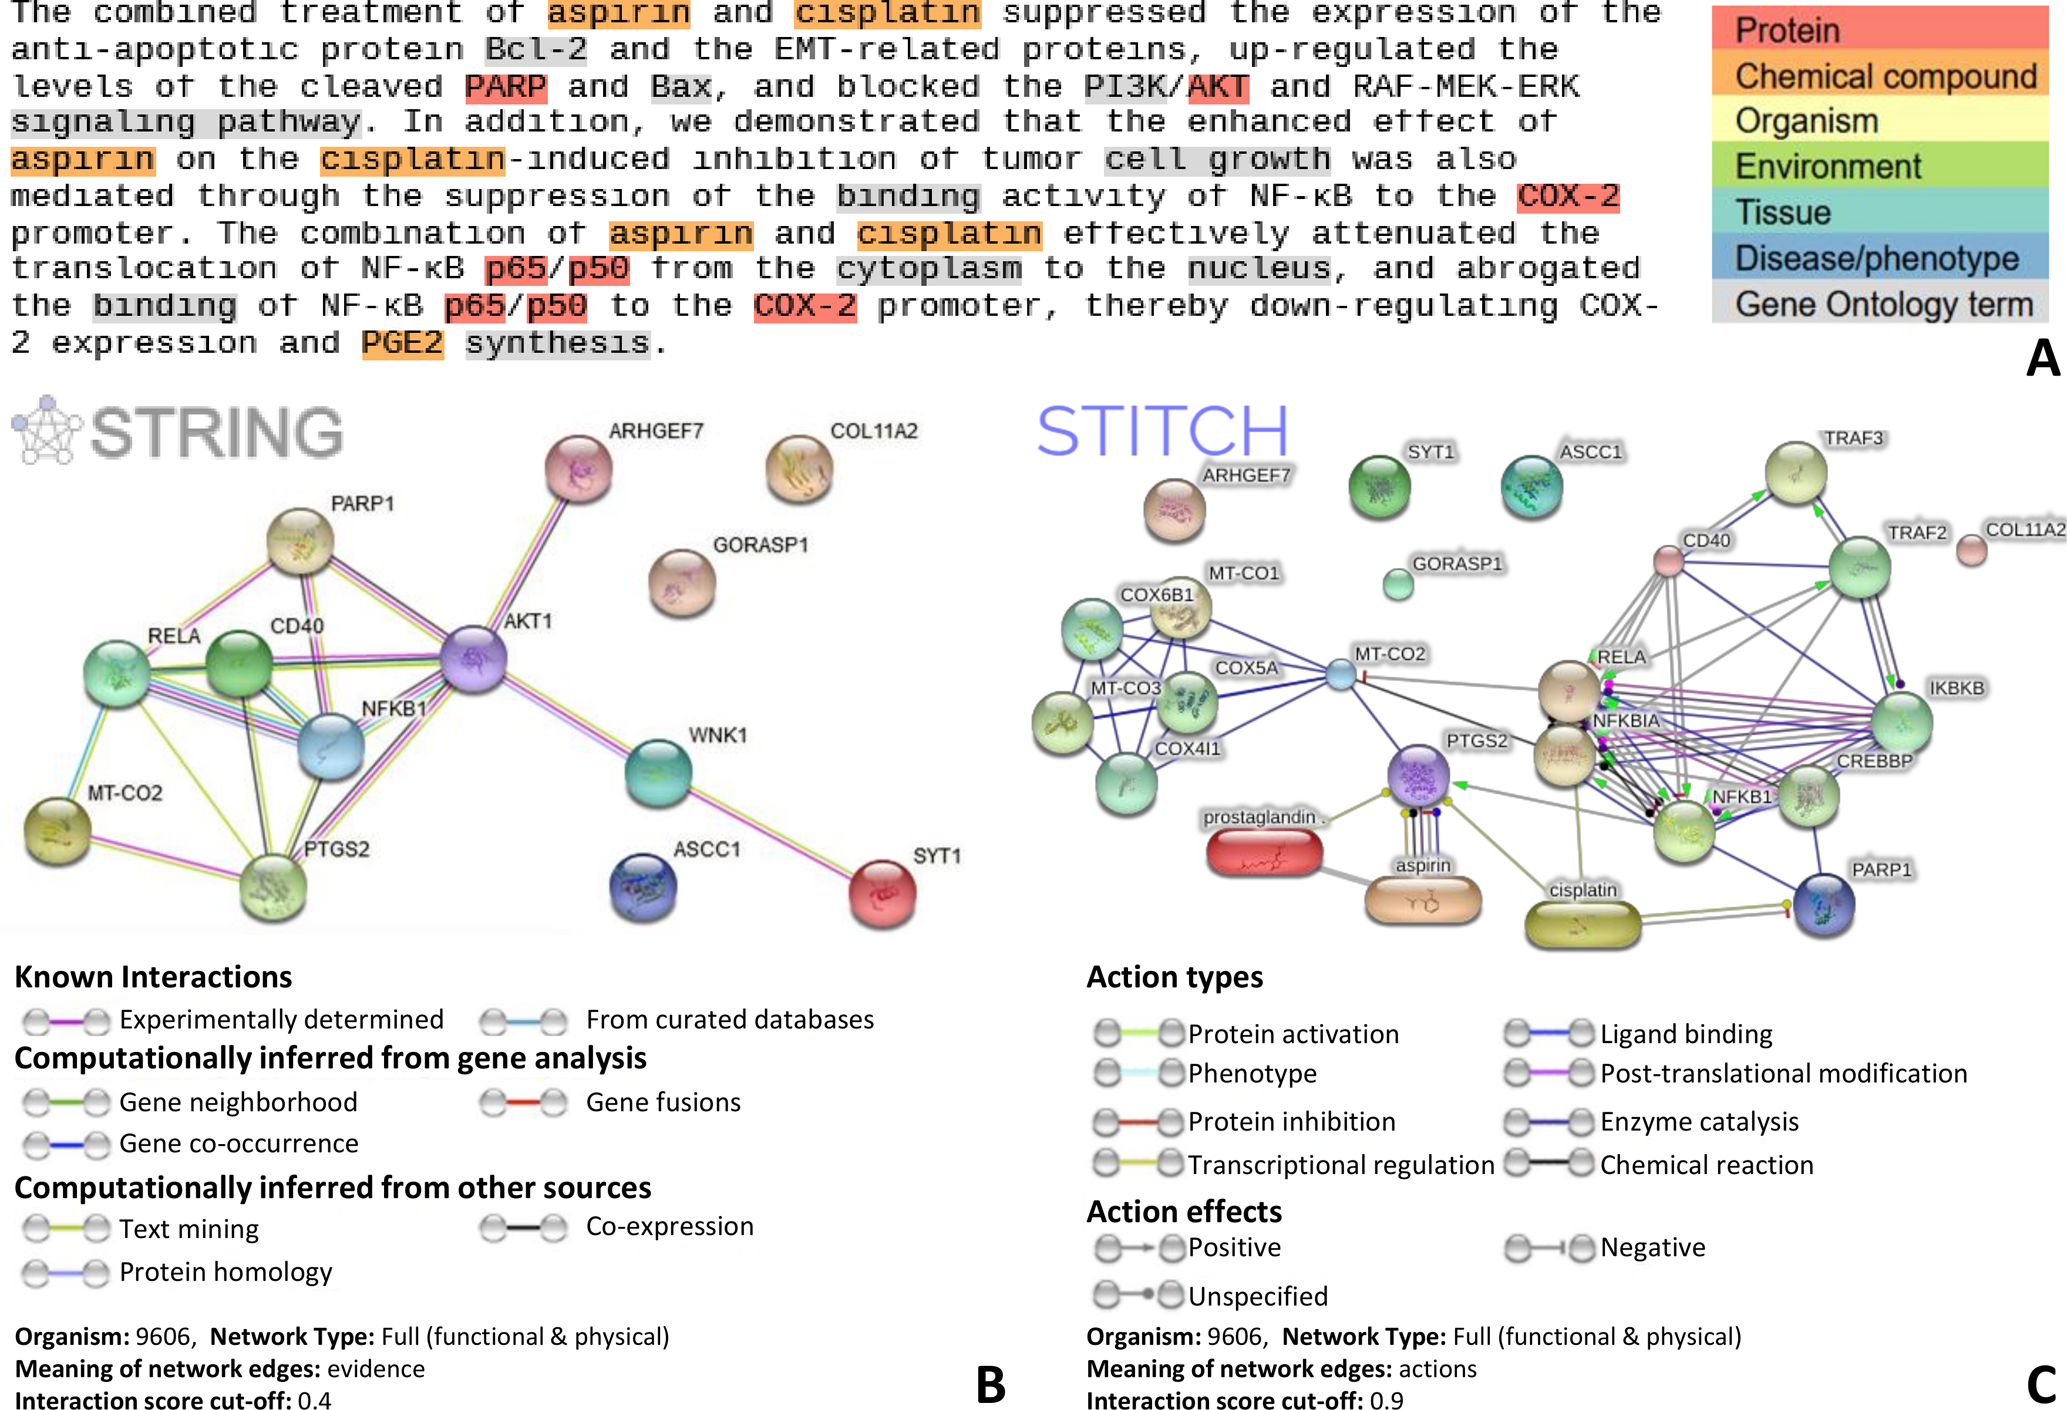 The combined treatment of aspirin and cisplatin suppressed the expression of the
anti-apoptotic protein Bcl-2 and the EMT-related proteins, up-regulated the
levels of the cleaved PARP and Bax, and blocked the PI3K/AKT and RAF-MEK-ERK
signaling pathway. In addition, we demonstrated that the enhanced effect of
aspirin on the cisplatin-induced inhibition of tumor cell growth was also
mediated through the suppression of the binding activity of NF-κB to the COX-2
promoter. The combination of aspirin and cisplatin effectively attenuated the
translocation of NF-κB p65/p50 from the cytoplasm to the nucleus, and abrogated
the binding of NF-κB p65/p50 to the COX-2 promoter, thereby down-regulating COX-
2 expression and PGE2 synthesis.
Protein
Chemical compound
Organism
Environment
Tissue
Disease/phenotype
Gene Ontology term
A
STRING
ARHGEF7
COL11A2
PARP1
GORASP1
RELA
CD40
AKT1
NFKB1
WNK1
MT-CO2
PTGS2
ASCC1
SYT1
Known Interactions
Experimentally determined
From curated databases
Computationally inferred from gene analysis
Gene neighborhood
Gene fusions
Gene co-occurrence
Computationally inferred from other sources
Text mining
Co-expression
Protein homology
Organism: 9606, Network Type: Full (functional & physical)
Meaning of network edges: evidence
Interaction score cut-off: 0.4
B
STITCH
TRAF3
SYT1
ASCC1
ARHGEF7
TRAF2
COL11A2
CD40
GORASP1
MT-CO1
COX6B1
MT-CO2
RELA
COX5A
MT-CO3
IKBKB
NFKBIA
PTGS2
COX4I1
CREBBP
NFKB1
prostaglandin .
aspirin
cisplatin
PARP1
Action types
Protein activation
Ligand binding
Phenotype
Post-translational modification
Protein inhibition
Enzyme catalysis
Transcriptional regulation
Chemical reaction
Action effects
Positive
Negative
Unspecified
Organism: 9606, Network Type: Full (functional & physical)
Meaning of network edges: actions
Interaction score cut-off: 0.9
C